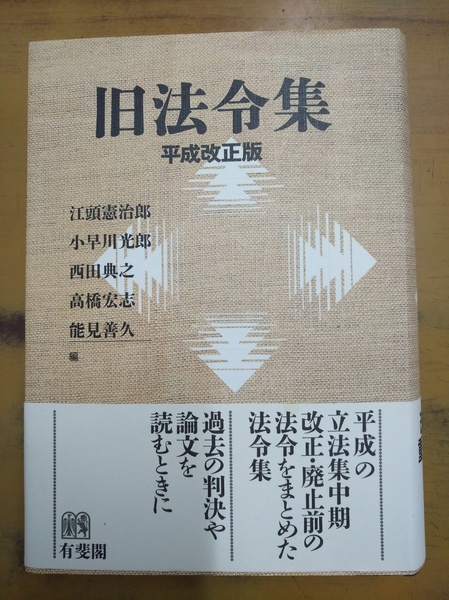 旧法令集
平成改正版
江頭憲治郎
小早川光郎
西田典之
高橋宏志
能見善久
編
平成の
立法集中期
改正・廃止前の
法令をまとめた
法令集
過去の判決や
論文を
読むときに
有斐閣